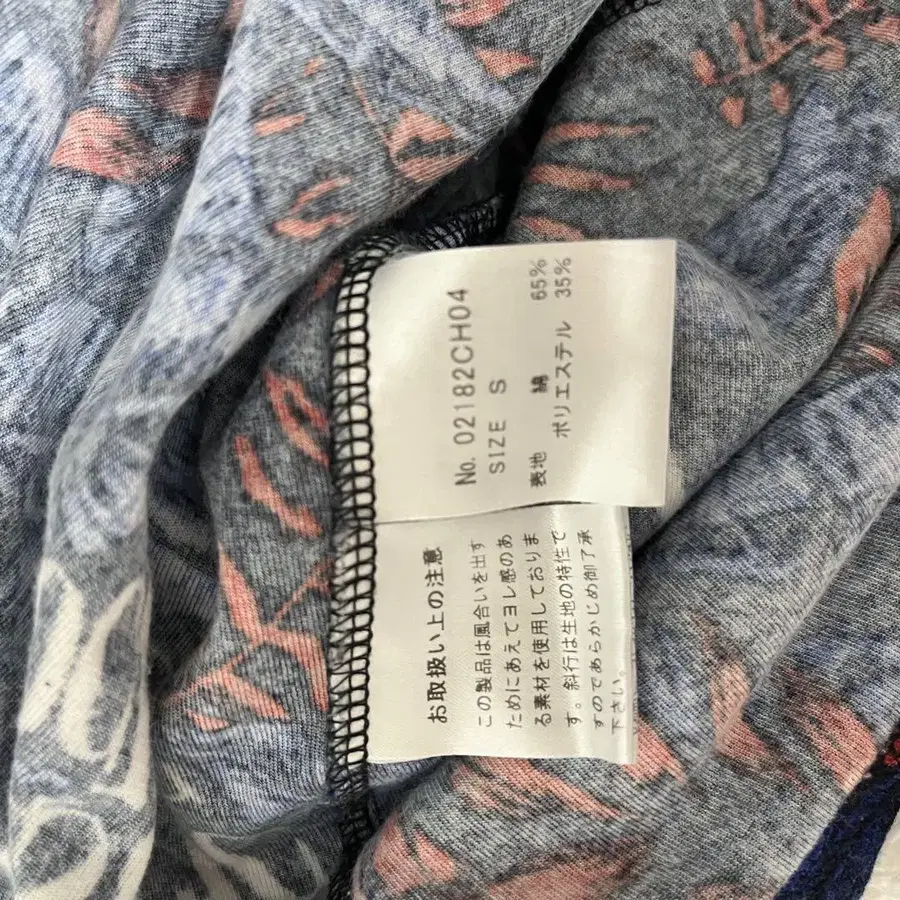 No. 02182CH04
SIZE S
表地 綿 65%
ポリエステル 35%
お取扱い上の注意
この製品は風合いを出す
ためにあえてヨレ感のあ
る素材を使用しておりま
す。斜行は生地の特性で
すのであらかじめ御了承
下さい。